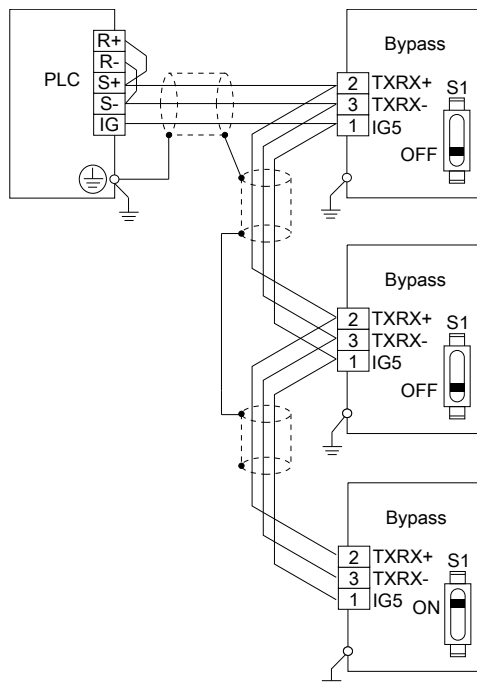 PLC
R+
R-
S+
S-
IG
Bypass
S1
2 TXRX+
3 TXRX-
1 IG5
OFF
Bypass
S1
2 TXRX+
3 TXRX-
1 IG5
OFF
Bypass
S1
2 TXRX+
3 TXRX-
1 IG5
ON